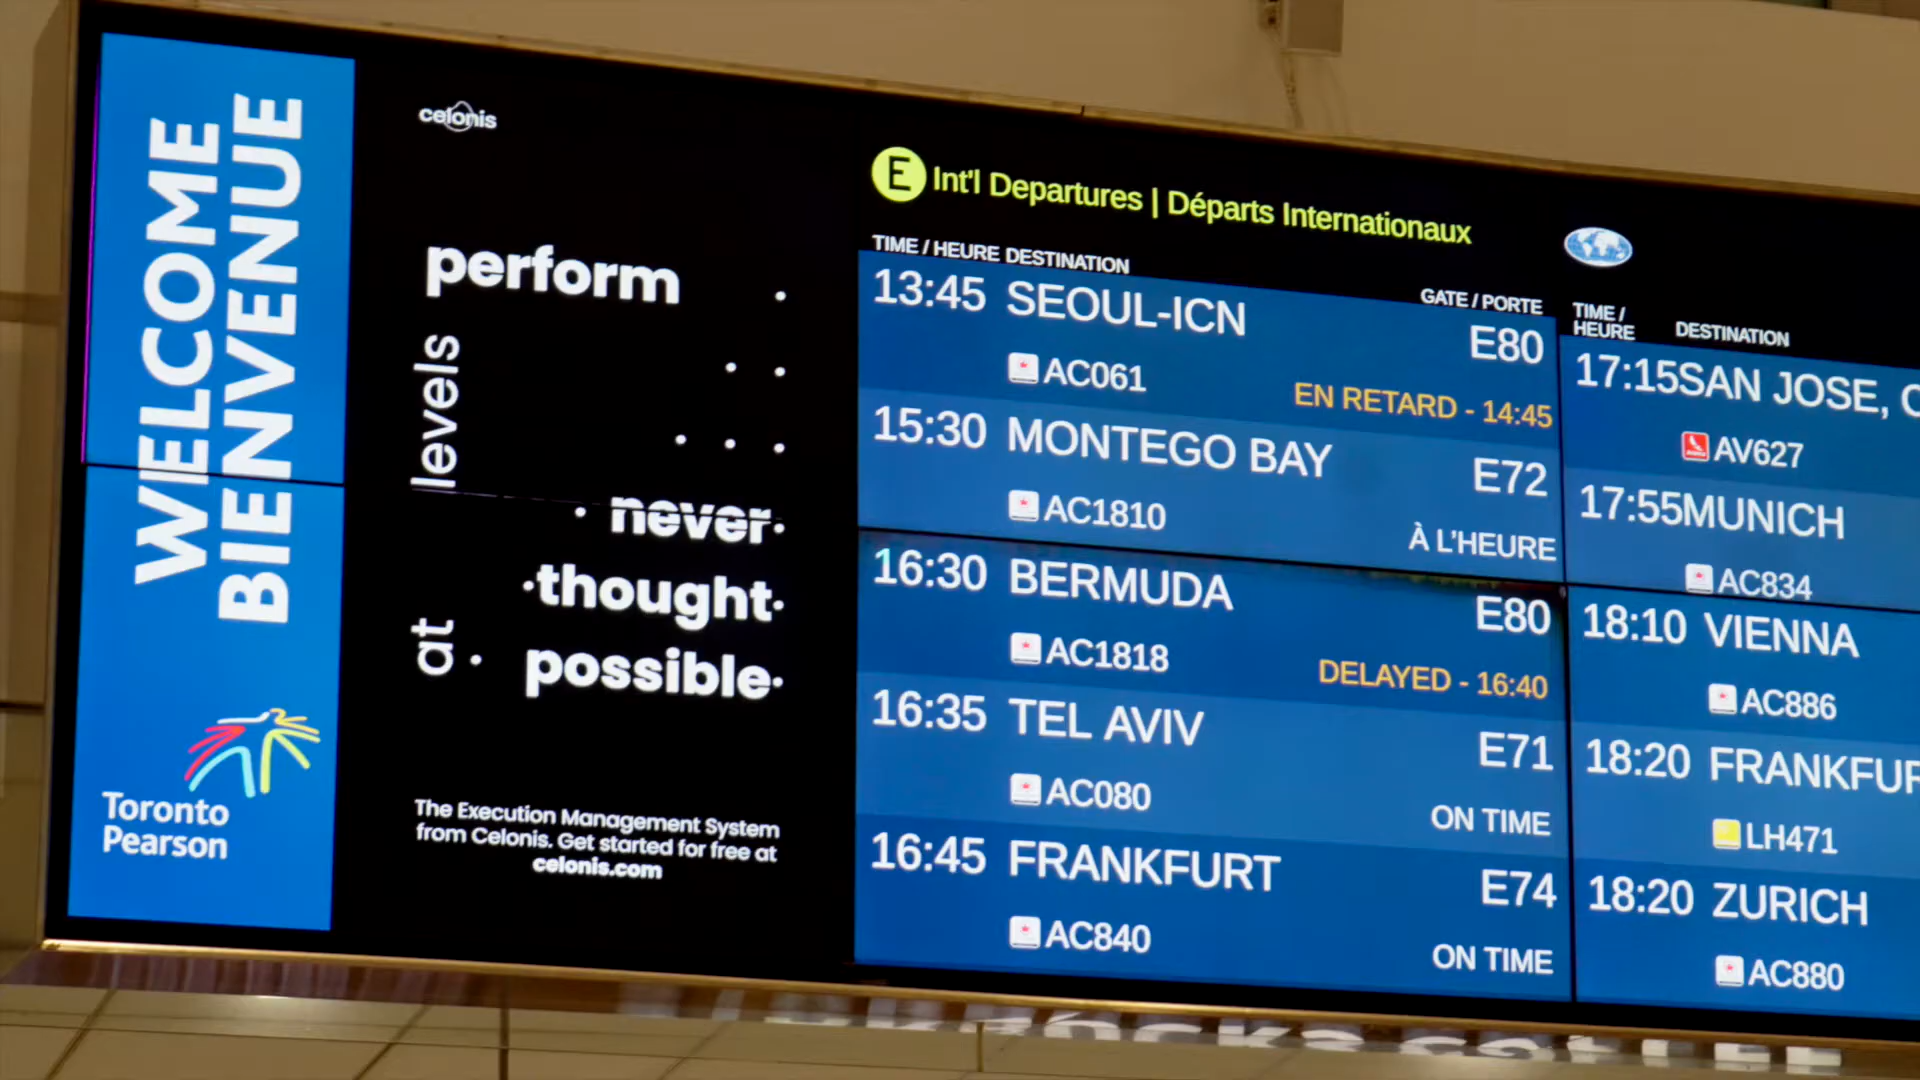 WELCOME
BIENVENUE
Toronto
Pearson
celonis
perform
levels
never
thought
at
possible
The Execution Management System
from Celonis. Get started for free at
celonis.com
E Int'l Departures | Départs Internationaux
TIME / HEURE DESTINATION
GATE / PORTE
13:45 SEOUL-ICN E80
AC061 EN RETARD - 14:45
15:30 MONTEGO BAY E72
AC1810 À L'HEURE
16:30 BERMUDA E80
AC1818 DELAYED - 16:40
16:35 TEL AVIV E71
AC080 ON TIME
16:45 FRANKFURT E74
AC840 ON TIME
TIME /
HEURE DESTINATION
17:15 SAN JOSE, C
AV627
17:55 MUNICH
AC834
18:10 VIENNA
AC886
18:20 FRANKFUR
LH471
18:20 ZURICH
AC880